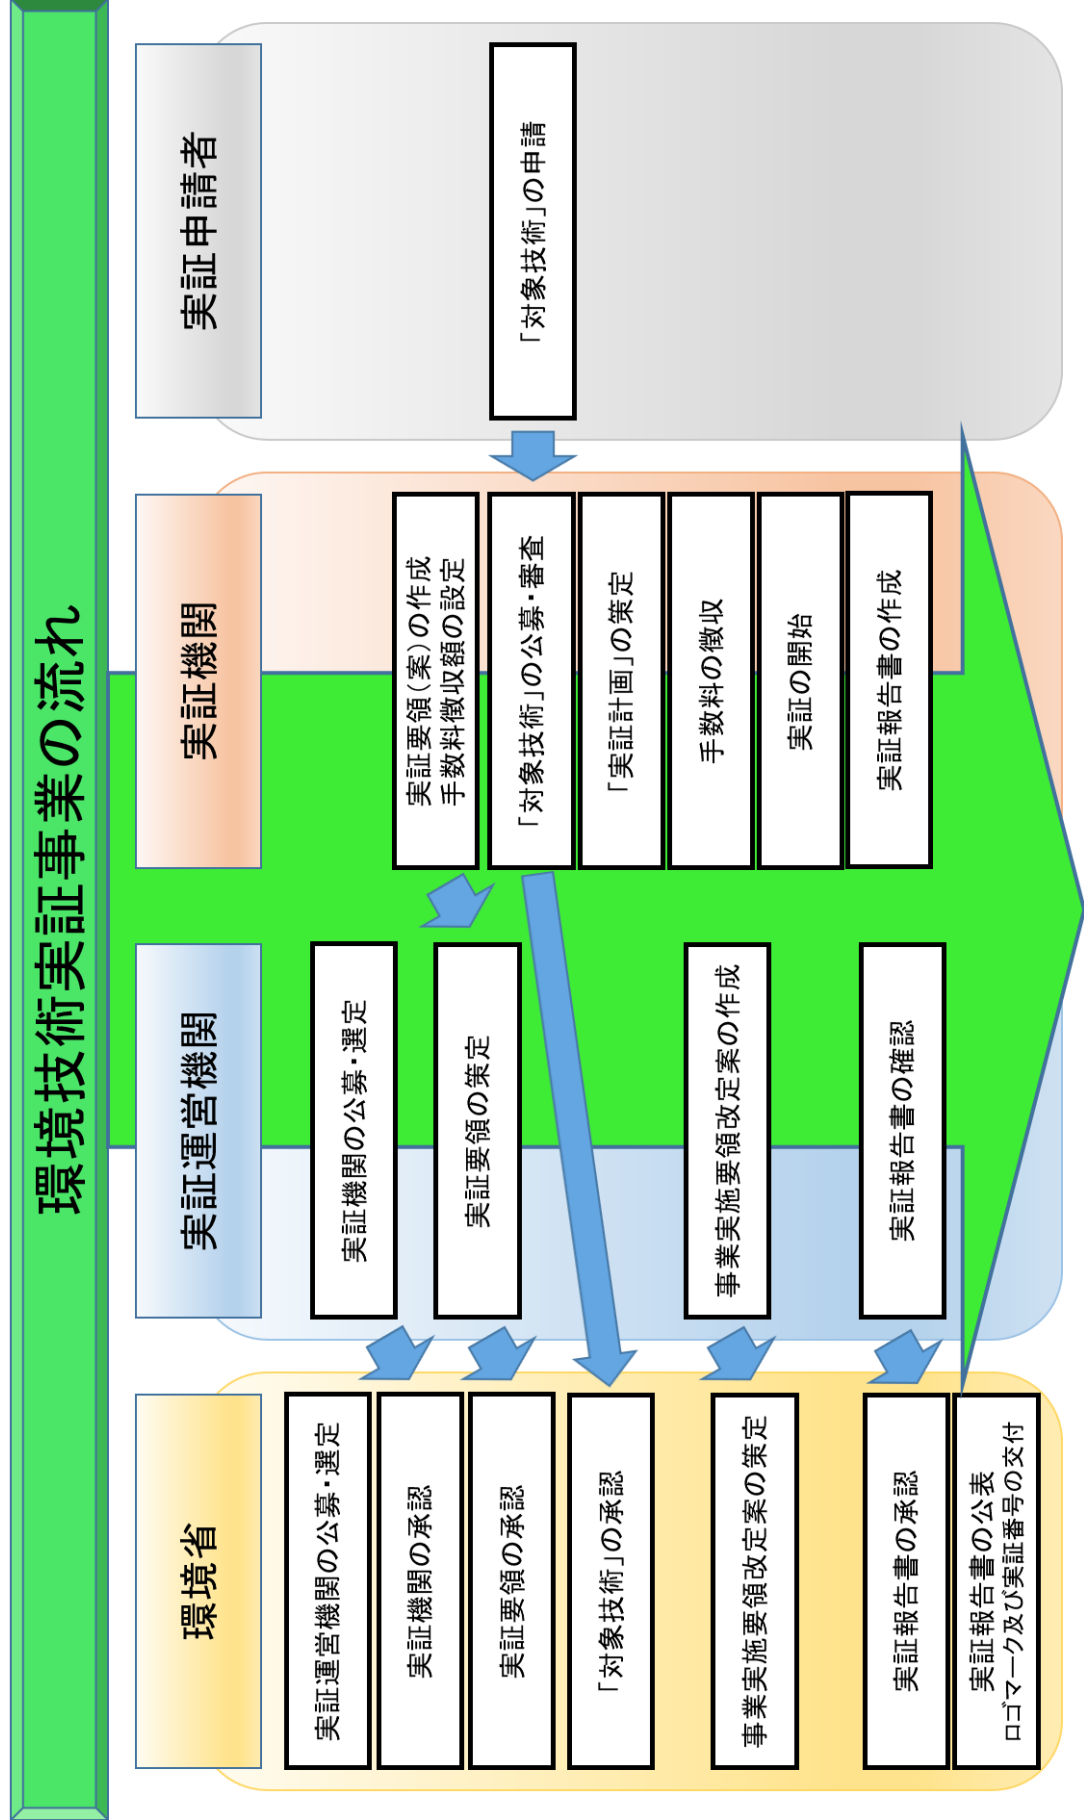 環境技術実証事業の流れ
環境省
実証運営機関
実証機関
実証申請者
実証運営機関の公募・選定
実証機関の承認
実証要領の承認
「対象技術」の承認
事業実施要領改定案の策定
実証報告書の承認
実証報告書の公表
ロゴマーク及び実証番号の交付
実証機関の公募・選定
実証要領の策定
事業実施要領改定案の作成
実証報告書の確認
実証要領（案）の作成
手数料徴収額の設定
「対象技術」の公募・審査
「実証計画」の策定
手数料の徴収
実証の開始
実証報告書の作成
「対象技術」の申請